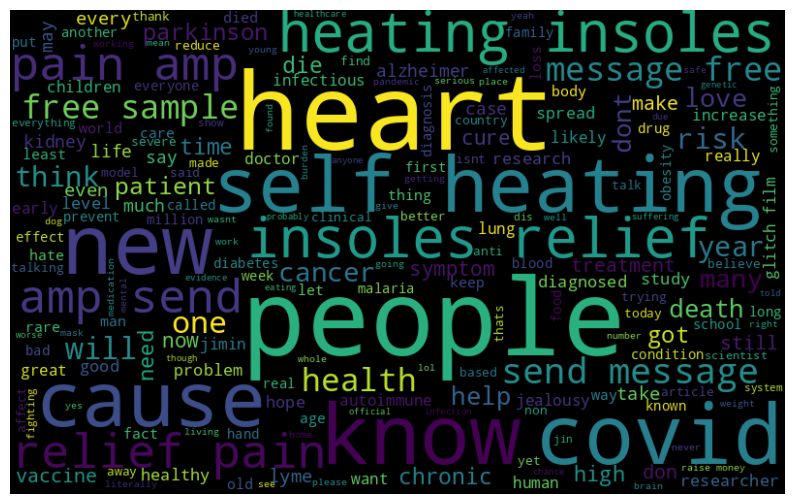 every thank
healthcare
yeah
family
heating insoles
put
may
another
working
parkinson
mean
reduce
young
died
die
find
affected
serious place
loss
safe
genetic
pain amp
children
everyone
infectious
alzheimer
pandemic
message free
everything
world
severe
show
found
heart
body
due
something
free sample
kidney
care
made
diagnosis
case
country
spread
dont
make
love
increase
drug
risk
really
least
life
say
time
doctor
cure
likely
think
even
patient
model
said
burden
anyone
isnt
research
first
getting
talk
obesity
early
level
much
called
thing
self heating
prevent
million
wasnt
probably
clinical
dis
well
suffering
dog
give
better
effect
new
work
insoles relief
lung
anti
year
glitch film
hate
talking
medication
evidence
mental
diabetes
going
cancer
symptom
blood
treatment
believe
told
week
eating
let
malaria
keep
food
many
amp send
people
diagnosed
study
rare
man
trying
death
long
worse
mask
one
thats
today
school
right
bad
will
now
jimin
though
whole
number
got
still
great
good
need
problem
lol
based
condition
scientist
cause
real
health
send message
affect
fighting
yes
hope
autoimmune
help
jealousy
way
take
article
system
fact
living
hand
age
official
infection
non
known
weight
relief pain
home
know
jin
covid
don
never
vaccine
away
healthy
old
lyme
want
chronic
yet
high
chance
raise money
literally
see
please
human
brain
researcher